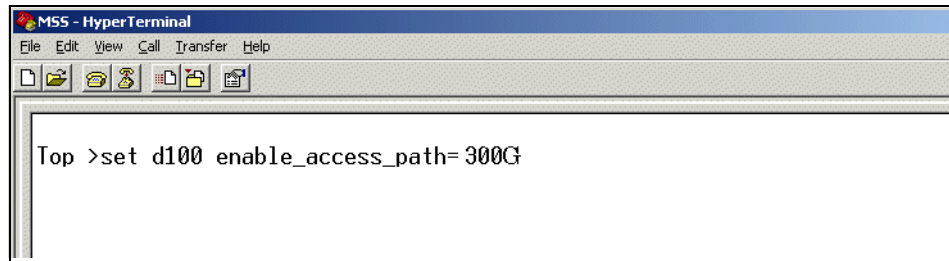 MSS - HyperTerminal
File Edit View Call Transfer Help
Top >set d100 enable_access_path= 300G